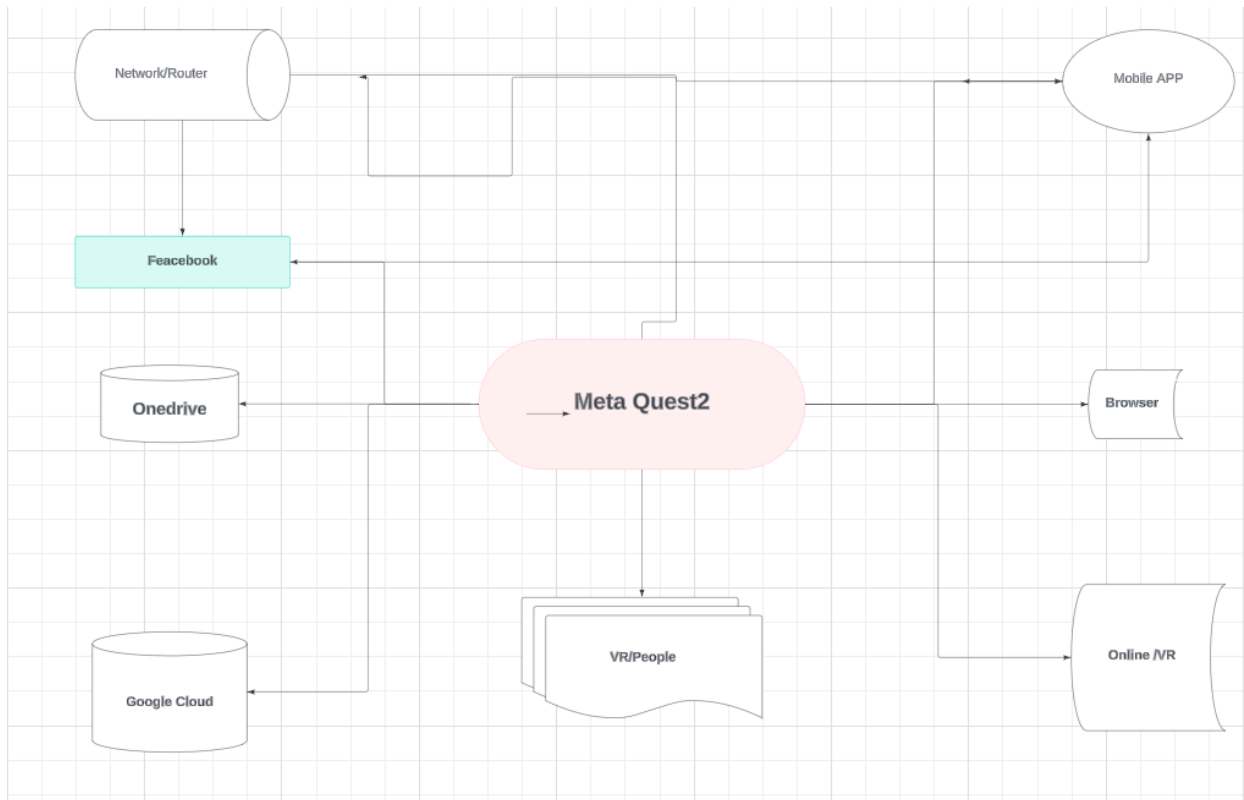 Network/Router
Mobile APP
Feacebook
Onedrive
Meta Quest2
Browser
VR/People
Online /VR
Google Cloud